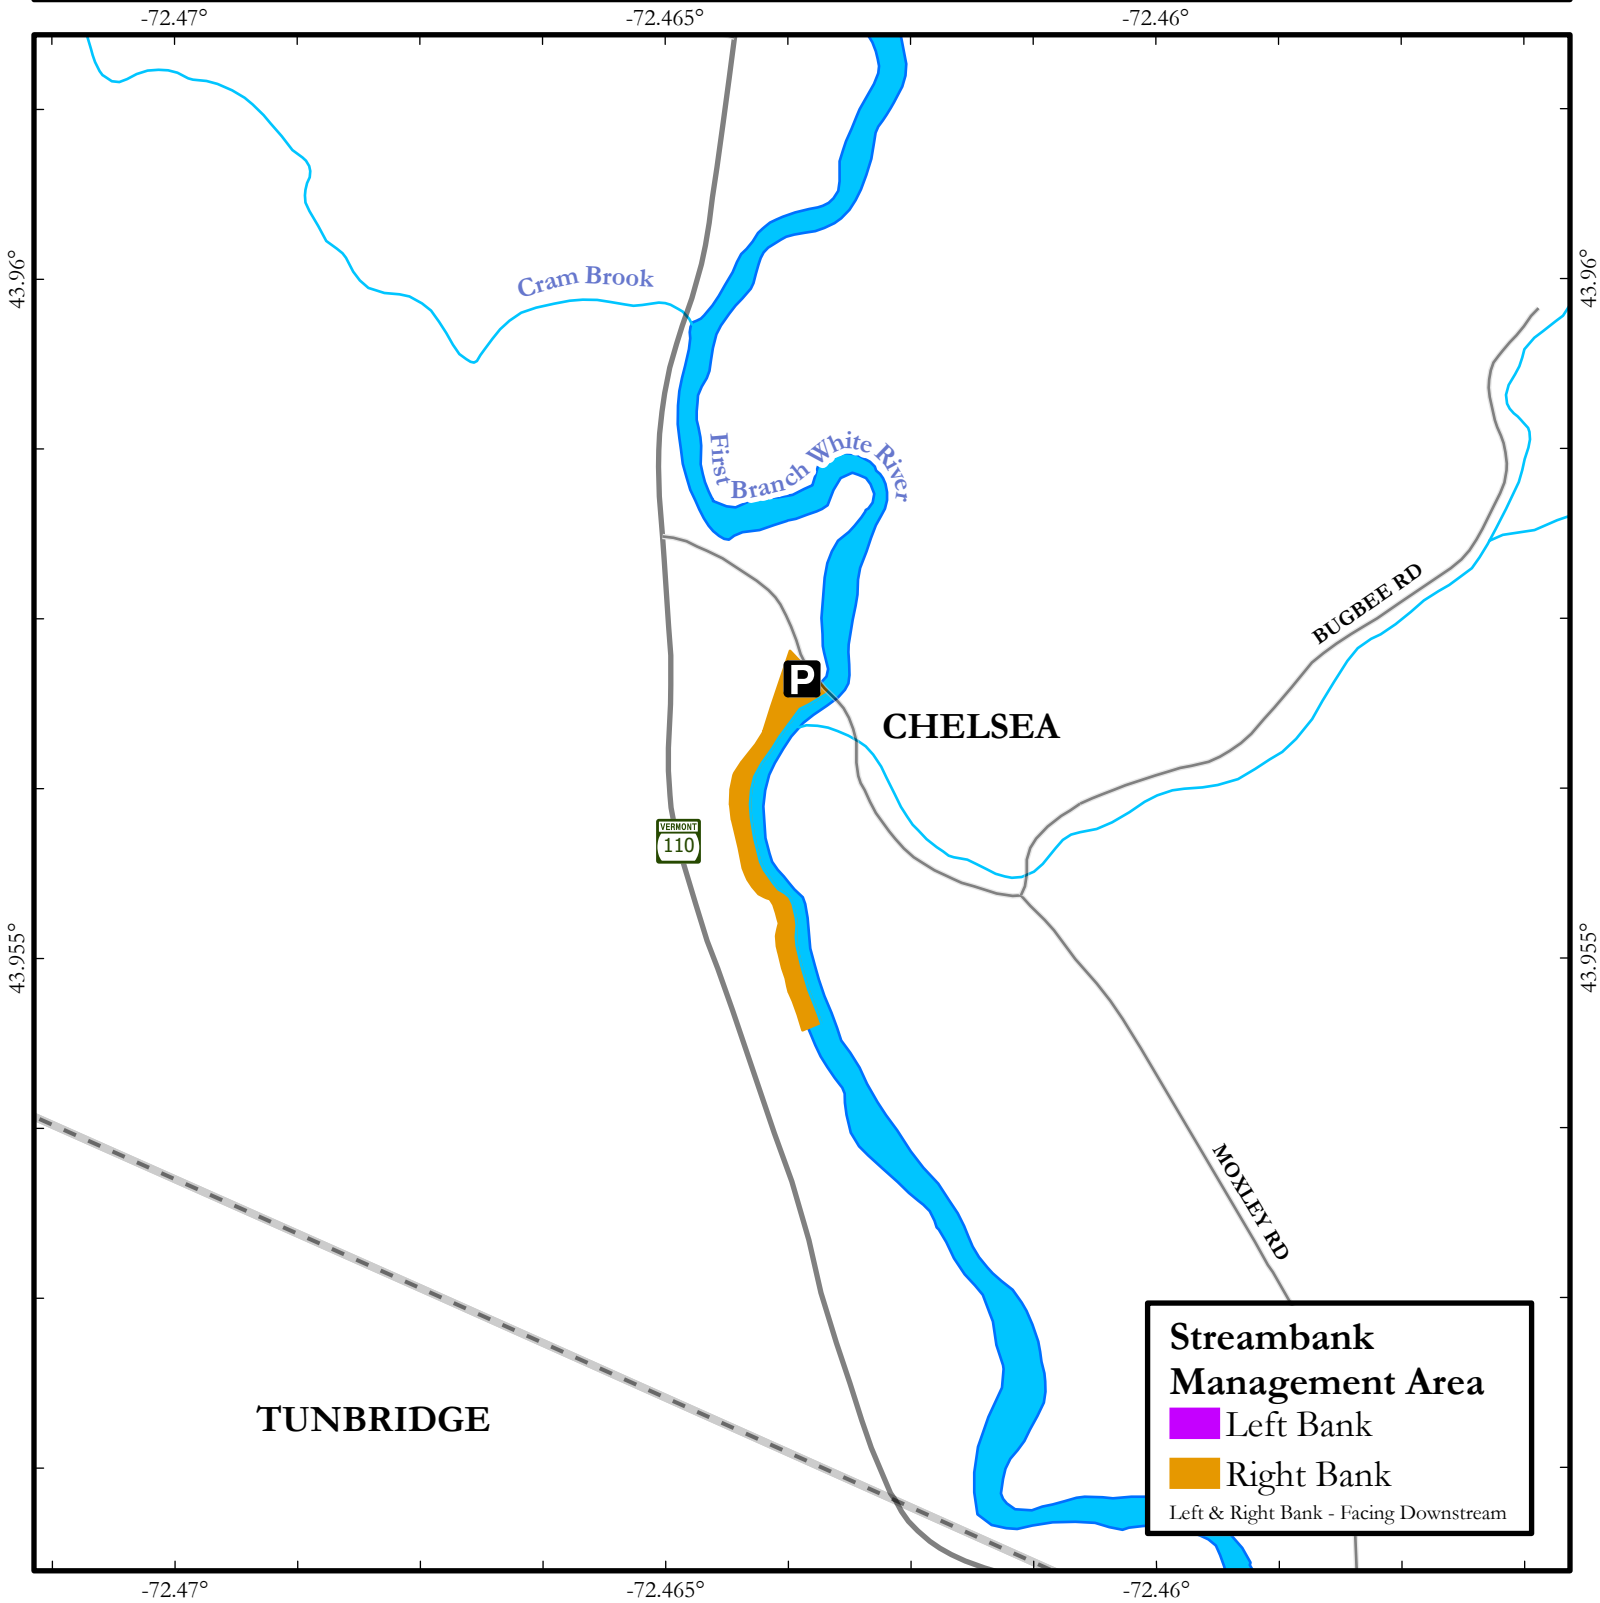 -72.47° -72.465° -72.46°
43.96° 43.96°
Cram Brook
First Branch White River
BUGBEE RD
P
CHELSEA
VERMONT
110
43.955° 43.955°
MOXLEY RD
TUNBRIDGE
Streambank
Management Area
Left Bank
Right Bank
Left & Right Bank - Facing Downstream
-72.47° -72.465° -72.46°